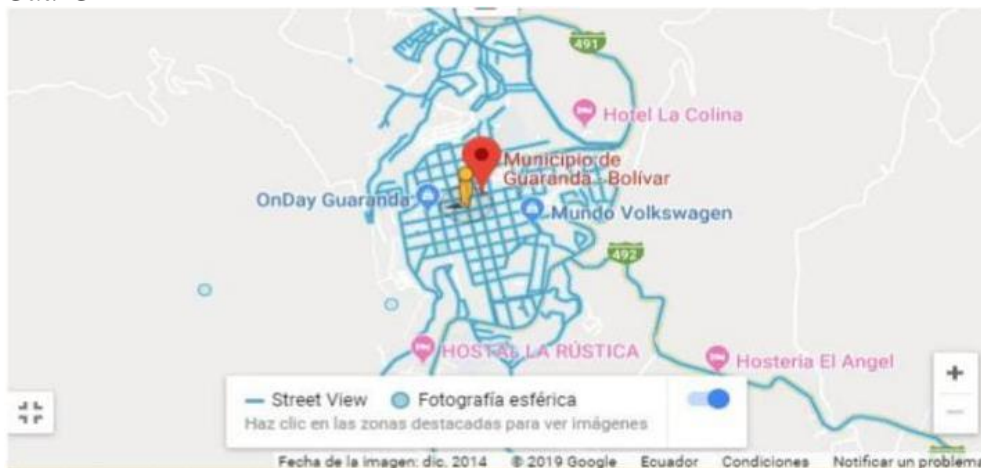 491
Hotel La Colina
Municipio de
Guaranda - Bolívar
OnDay Guaranda
Mundo Volkswagen
492
HOSTAL LA RÚSTICA
Hosteria El Angel
Street View
Fotografía esférica
Haz clic en las zonas destacadas para ver imágenes
+
−
Fecha de la imagen: dic. 2014 © 2019 Google Ecuador Condiciones Notificar un problema